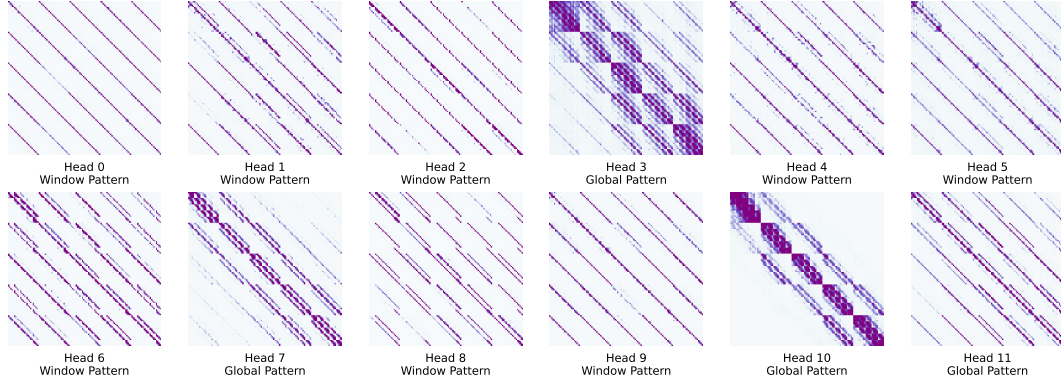 Head 0
Window Pattern
Head 1
Window Pattern
Head 2
Window Pattern
Head 3
Global Pattern
Head 4
Window Pattern
Head 5
Window Pattern
Head 6
Window Pattern
Head 7
Global Pattern
Head 8
Window Pattern
Head 9
Window Pattern
Head 10
Global Pattern
Head 11
Global Pattern